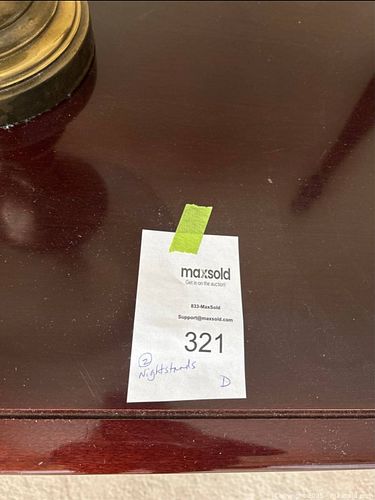 maxsold
Get in on the auction!
833-MaxSold
Support@maxsold.com
321
2
Nightstands
D